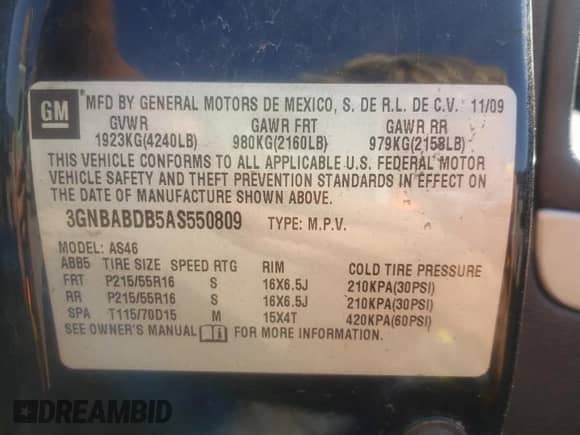 GM
MFD BY GENERAL MOTORS DE MEXICO, S. DE R.L. DE C.V. 11/09
GVWR GAWR FRT GAWR RR
1923KG(4240LB) 980KG(2160LB) 979KG(2158LB)
THIS VEHICLE CONFORMS TO ALL APPLICABLE U.S. FEDERAL MOTOR
VEHICLE SAFETY AND THEFT PREVENTION STANDARDS IN EFFECT ON
THE DATE OF MANUFACTURE SHOWN ABOVE.
3GNBABDB5AS550809 TYPE: M.P.V.
MODEL: AS46
ABB5 TIRE SIZE SPEED RTG RIM COLD TIRE PRESSURE
FRT P215/55R16 S 16X6.5J 210KPA(30PSI)
RR P215/55R16 S 16X6.5J 210KPA(30PSI)
SPA T115/70D15 M 15X4T 420KPA(60PSI)
SEE OWNER'S MANUAL FOR MORE INFORMATION.
DREAMBID